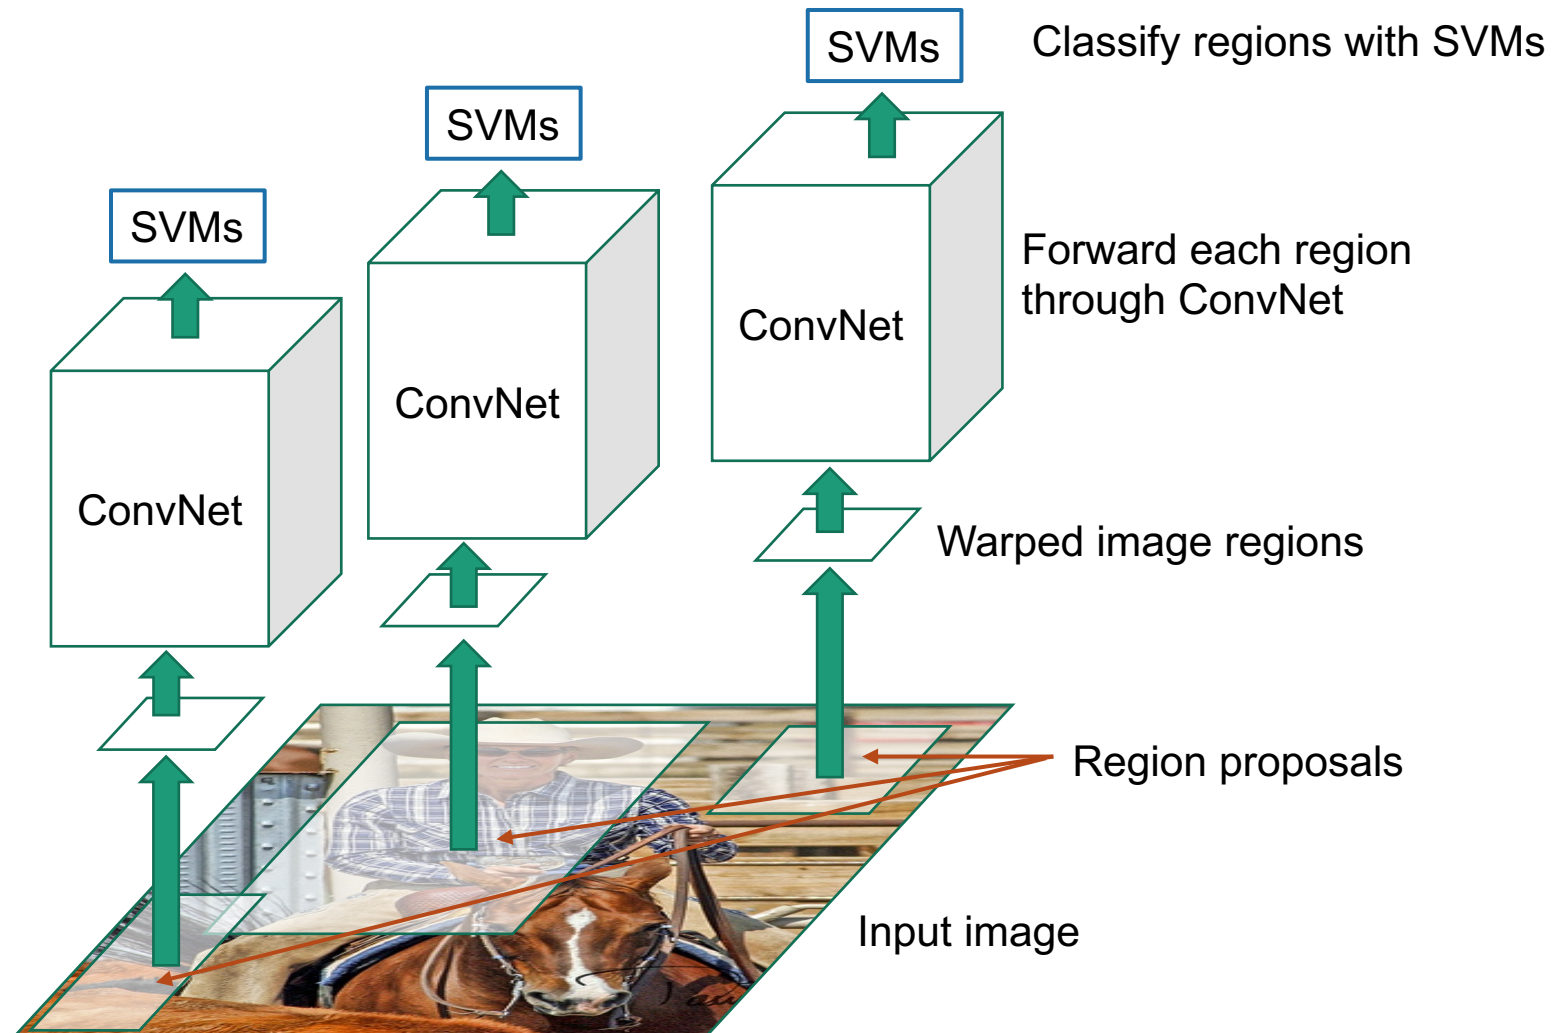 SVMs
Classify regions with SVMs
SVMs
SVMs
Forward each region
through ConvNet
ConvNet
ConvNet
ConvNet
Warped image regions
Region proposals
Input image